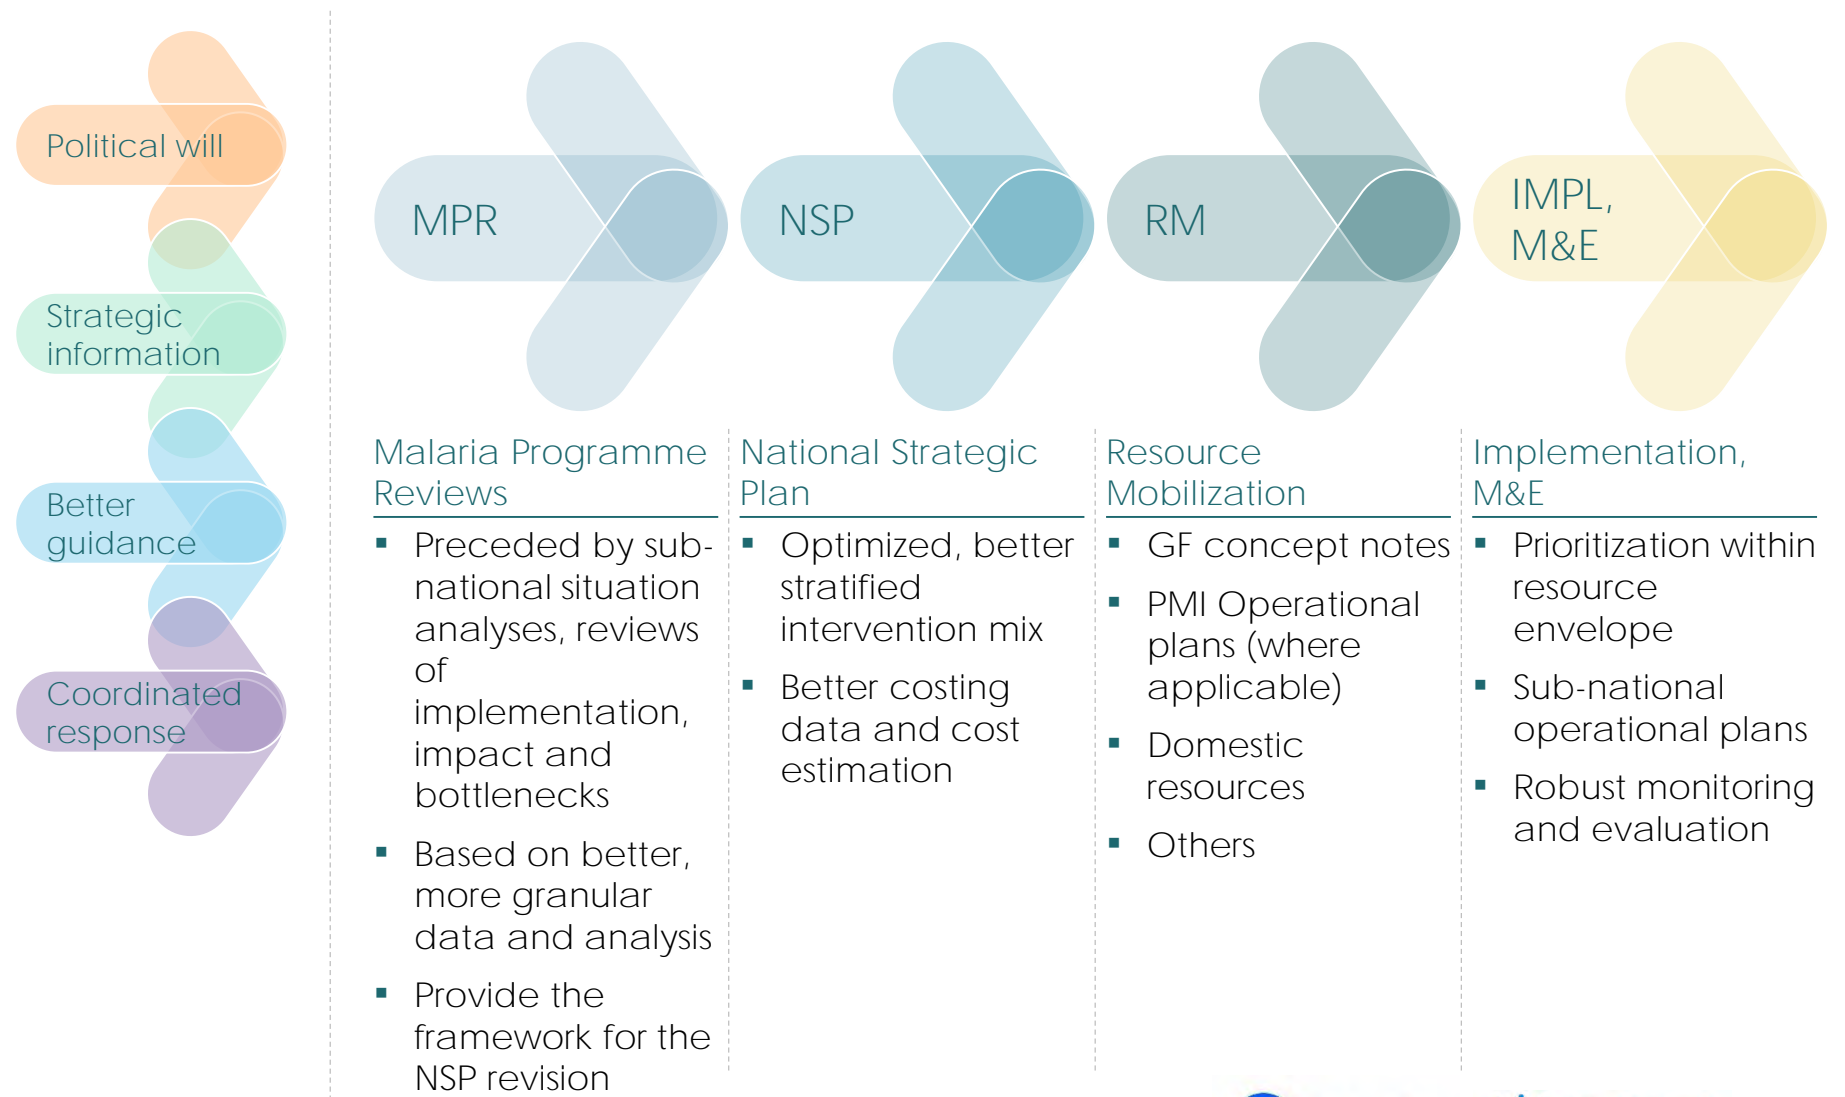 Political will
Strategic
information
Better
guidance
Coordinated
response
MPR
NSP
RM
IMPL,
M&E
Malaria Programme
Reviews
▪ Preceded by sub-
national situation
analyses, reviews
of
implementation,
impact and
bottlenecks
▪ Based on better,
more granular
data and analysis
▪ Provide the
framework for the
NSP revision
National Strategic
Plan
▪ Optimized, better
stratified
intervention mix
▪ Better costing
data and cost
estimation
Resource
Mobilization
▪ GF concept notes
▪ PMI Operational
plans (where
applicable)
▪ Domestic
resources
▪ Others
Implementation,
M&E
▪ Prioritization within
resource
envelope
▪ Sub-national
operational plans
▪ Robust monitoring
and evaluation